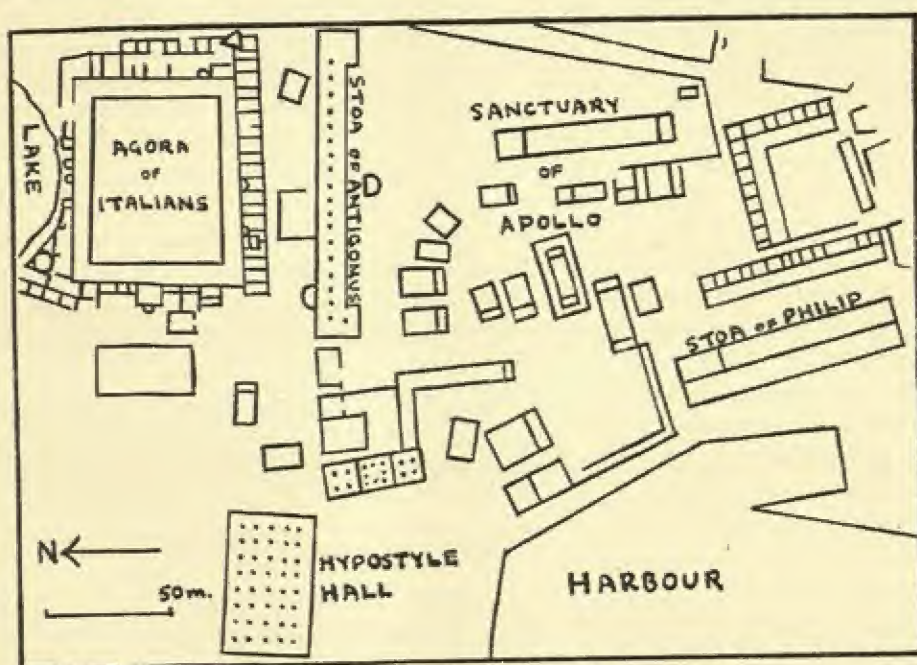 LAKE
AGORA
OF
ITALIANS
STOA OF ANTIGONUS
SANCTUARY
OF
APOLLO
STOA OF PHILIP
N
50m.
HYPOSTYLE
HALL
HARBOUR